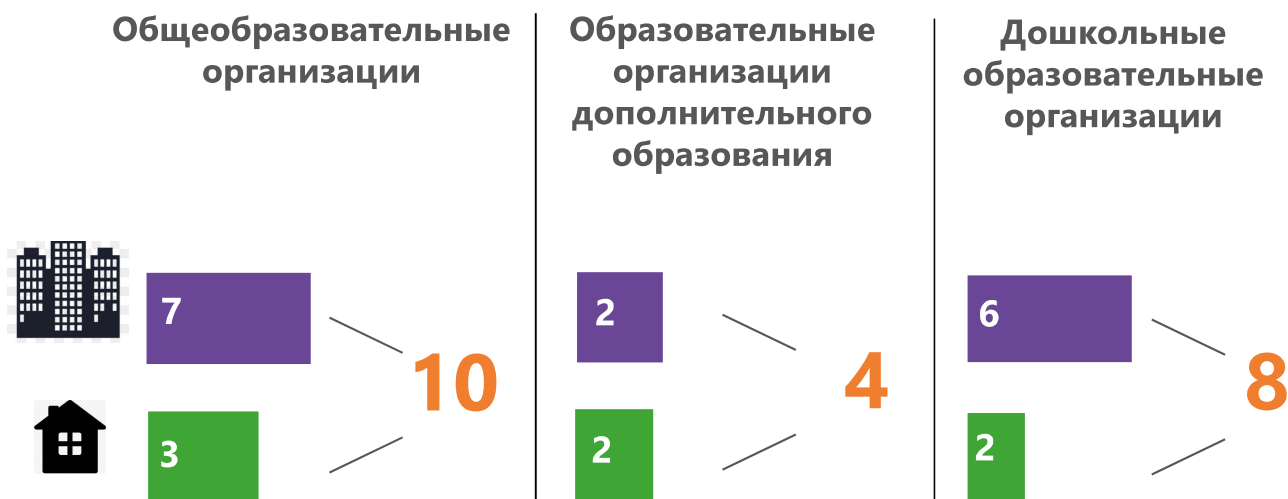 Общеобразовательные
организации
7
10
3
Образовательные
организации
дополнительного
образования
2
4
2
Дошкольные
образовательные
организации
6
8
2